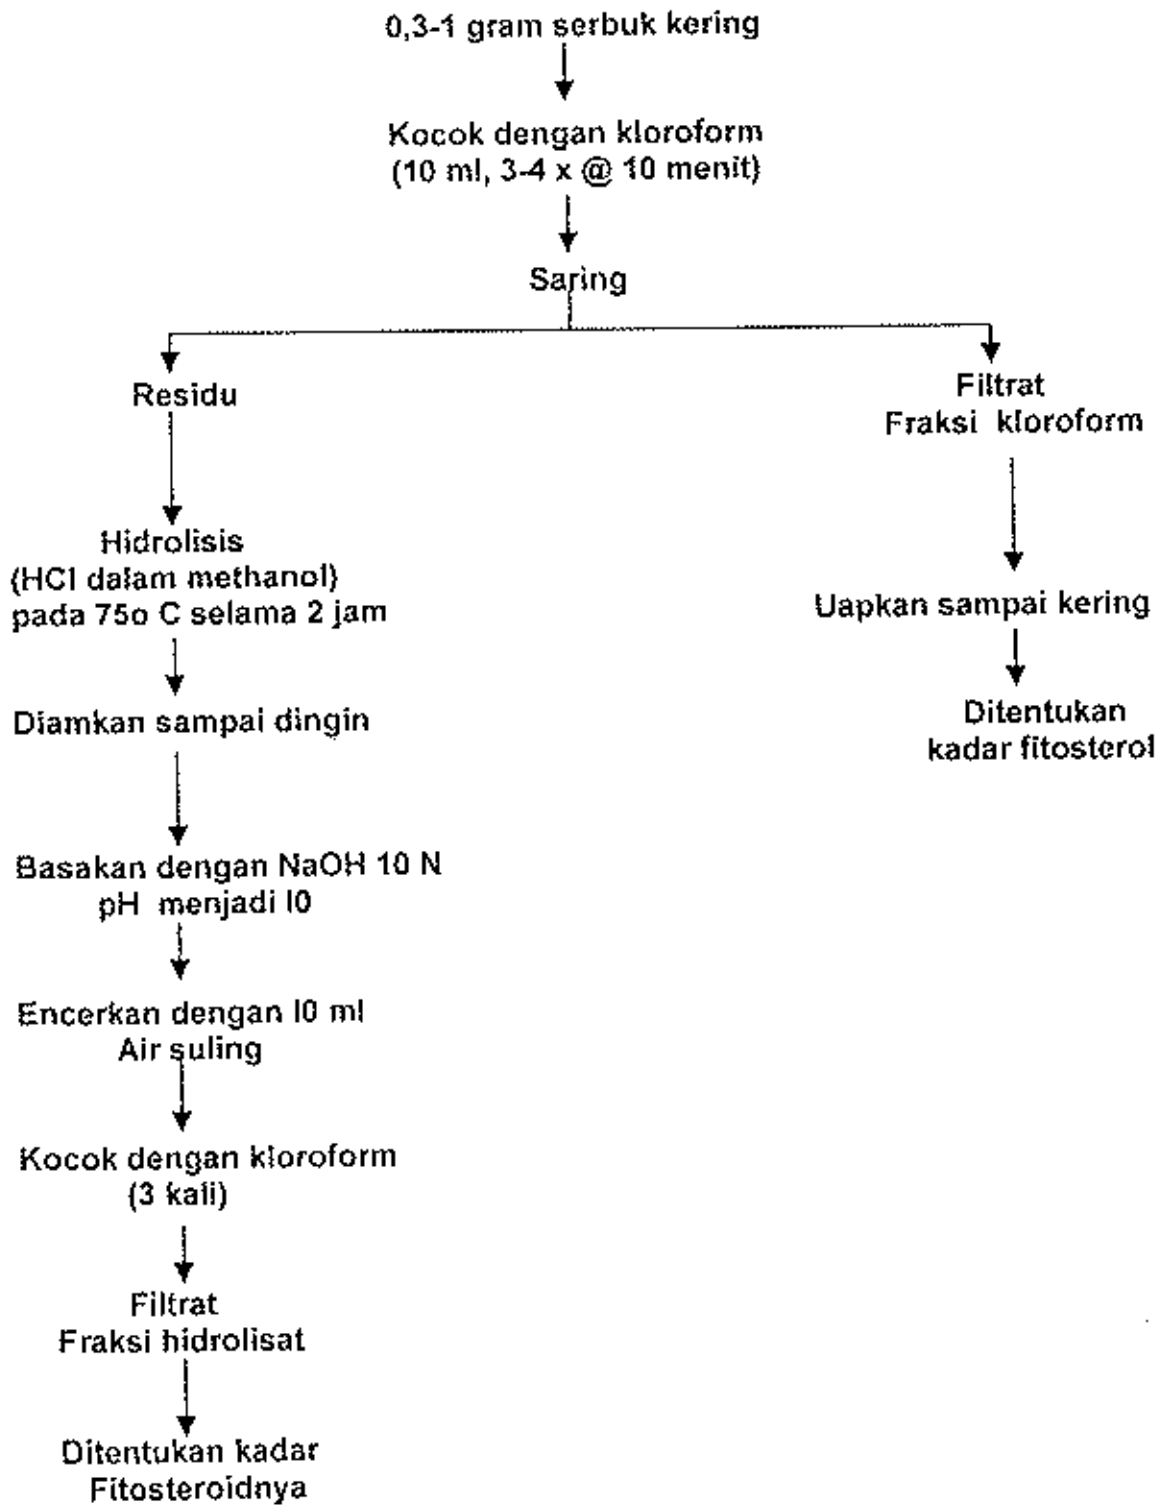 0,3-1 gram serbuk kering
Kocok dengan kloroform
(10 ml, 3-4 x @ 10 menit)
Saring
Residu
Hidrolisis
(HCl dalam methanol)
pada 75o C selama 2 jam
Diamkan sampai dingin
Basakan dengan NaOH 10 N
pH menjadi l0
Encerkan dengan l0 ml
Air suling
Kocok dengan kloroform
(3 kali)
Filtrat
Fraksi hidrolisat
Ditentukan kadar
Fitosteroidnya
Filtrat
Fraksi kloroform
Uapkan sampai kering
Ditentukan
kadar fitosterol